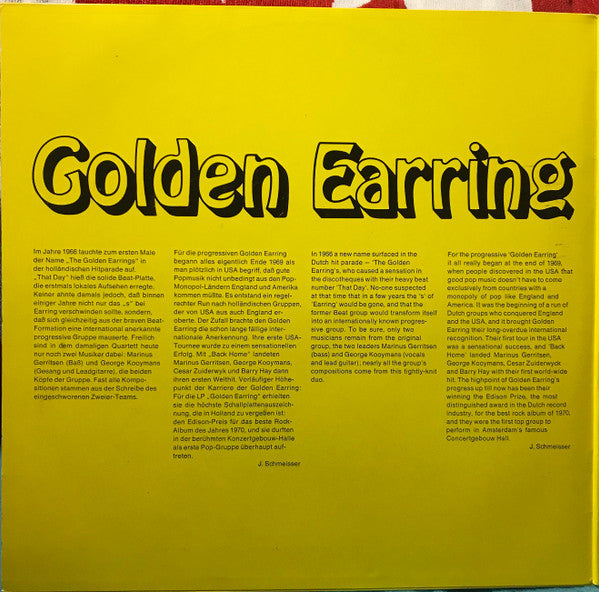 Golden Earring
Im Jahre 1966 tauchte zum ersten Male
der Name „The Golden Earrings" in
der holländischen Hitparade auf.
„That Day" hieß die solide Beat-Platte,
die erstmals lokales Aufsehen erregte.
Keiner ahnte damals jedoch, daß binnen
einiger Jahre nicht nur das „s" bei
Earring verschwinden sollte, sondern,
daß sich gleichzeitig aus der braven Beat-
Formation eine international anerkannte
progressive Gruppe mauserte. Freilich
sind in dem damaligen Quartett heute
nur noch zwei Musiker dabei: Marinus
Gerritsen (Baß) und George Kooymans
(Gesang und Leadgitarre), die beiden
Köpfe der Gruppe. Fast alle Kompo-
sitionen stammen aus der Schreibe des
eingeschworenen Zweier-Teams.
Für die progressiven Golden Earring
begann alles eigentlich Ende 1969 als
man plötzlich in USA begriff, daß gute
Popmusik nicht unbedingt aus den Pop-
Monopol-Ländern England und Amerika
kommen müßte. Es entstand ein regel-
rechter Run nach holländischen Gruppen,
der von USA aus auch England er-
oberte. Der Zufall brachte den Golden
Earring die schon lange fällige inter-
nationale Anerkennung. Ihre erste USA-
Tournee wurde zu einem sensationellen
Erfolg. Mit „Back Home" landeten
Marinus Gerritsen, George Kooymans,
Cesar Zuiderwyck und Barry Hay dann
ihren ersten Welthit. Vorläufiger Höhe-
punkt der Karriere der Golden Earring:
Für die LP „Golden Earring" erhielten
sie die höchste Schallplattenauszeich-
nung, die in Holland zu vergeben ist:
den Edison-Preis für das beste Rock-
Album des Jahres 1970, und sie durften
in der berühmten Konzertgebouw-Halle
als erste Pop-Gruppe überhaupt auf-
treten.
J. Schmeisser
In 1966 a new name surfaced in the
Dutch hit parade – 'The Golden
Earring's, who caused a sensation in
the discotheques with their heavy beat
number 'That Day'. No-one suspected
at that time that in a few years the 's' of
'Earring' would be gone, and that the
former Beat group would transform itself
into an internationally known progres-
sive group. To be sure, only two
musicians remain from the original
group, the two leaders Marinus Gerritsen
(bass) and George Kooymans (vocals
and lead guitar); nearly all the group's
compositions come from the tightly-knit
duo.
For the progressive 'Golden Earring'
it all really began at the end of 1969,
when people discovered in the USA that
good pop music doesn't have to come
exclusively from countries with a
monopoly of pop like England and
America. It was the beginning of a run of
Dutch groups who conquered England
and the USA, and it brought Golden
Earring their long-overdue international
recognition. Their first tour in the USA
was a sensational success, and 'Back
Home' landed Marinus Gerritsen,
George Kooymans, Cesar Zuiderwyck
and Barry Hay with their first world-wide
hit. The highpoint of Golden Earring's
progress up till now has been their
winning the Edison Prize, the most
distinguished award in the Dutch record
industry, for the best rock album of 1970,
and they were the first top group to
perform in Amsterdam's famous
Concertgebouw Hall.
J. Schmeisser